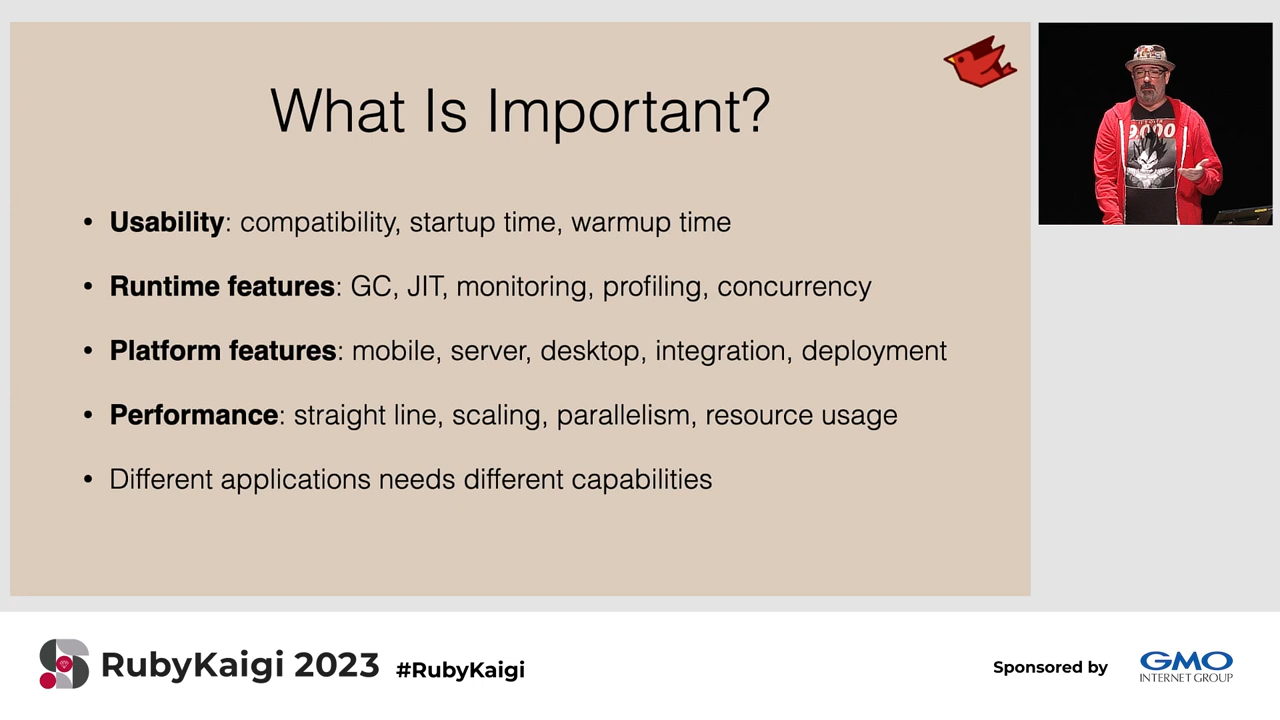 What Is Important?
• Usability: compatibility, startup time, warmup time
• Runtime features: GC, JIT, monitoring, profiling, concurrency
• Platform features: mobile, server, desktop, integration, deployment
• Performance: straight line, scaling, parallelism, resource usage
• Different applications needs different capabilities
9,000
RubyKaigi 2023 #RubyKaigi
Sponsored by
GMO
INTERNET GROUP